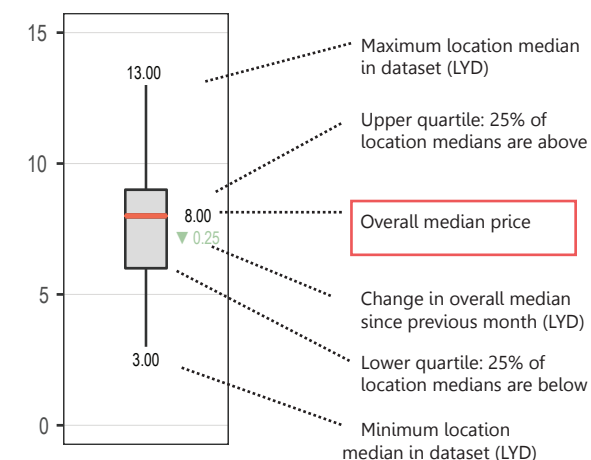 15
10
5
0
13.00
8.00
▼ 0.25
3.00
Maximum location median
in dataset (LYD)
Upper quartile: 25% of
location medians are above
Overall median price
Change in overall median
since previous month (LYD)
Lower quartile: 25% of
location medians are below
Minimum location
median in dataset (LYD)